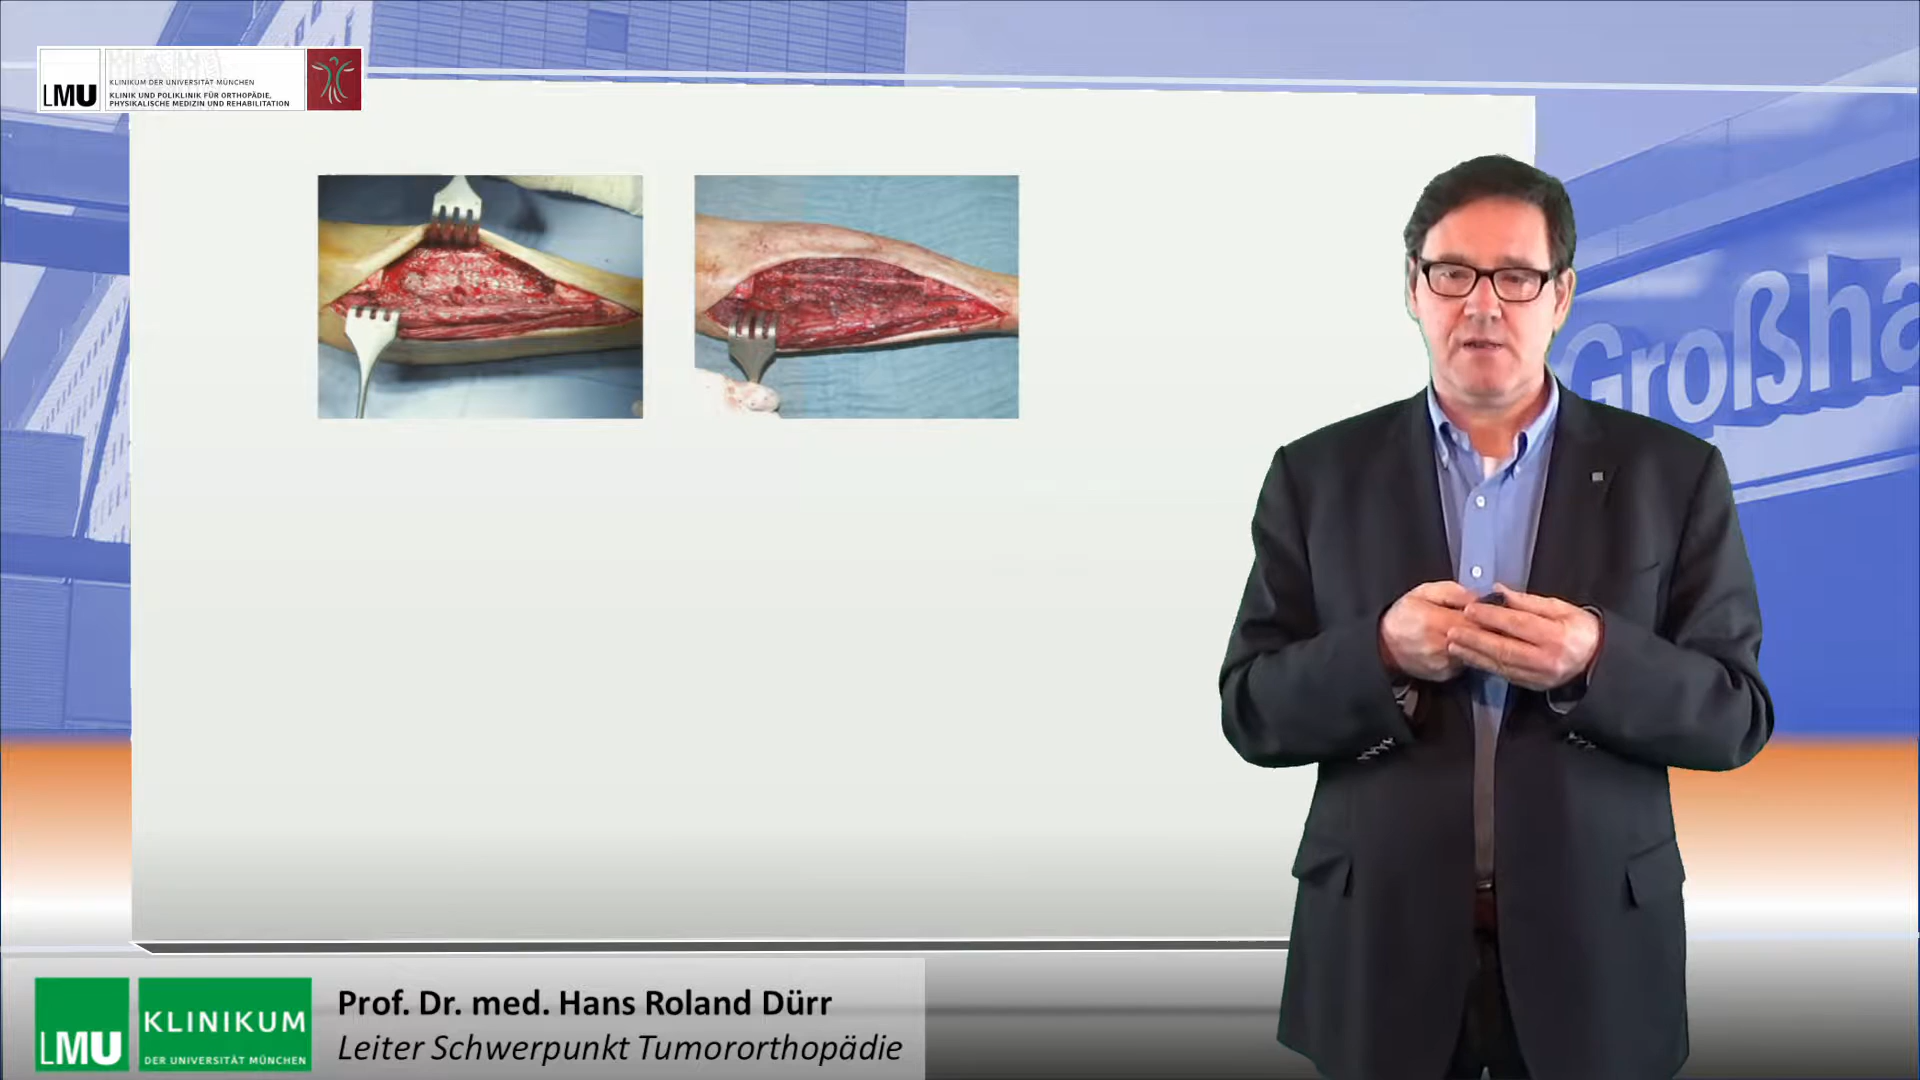 LMU
KLINIKUM DER UNIVERSITÄT MÜNCHEN
KLINIK UND POLIKLINIK FÜR ORTHOPÄDIE,
PHYSIKALISCHE MEDIZIN UND REHABILITATION
Großha
LMU
KLINIKUM
DER UNIVERSITÄT MÜNCHEN
Prof. Dr. med. Hans Roland Dürr
Leiter Schwerpunkt Tumororthopädie